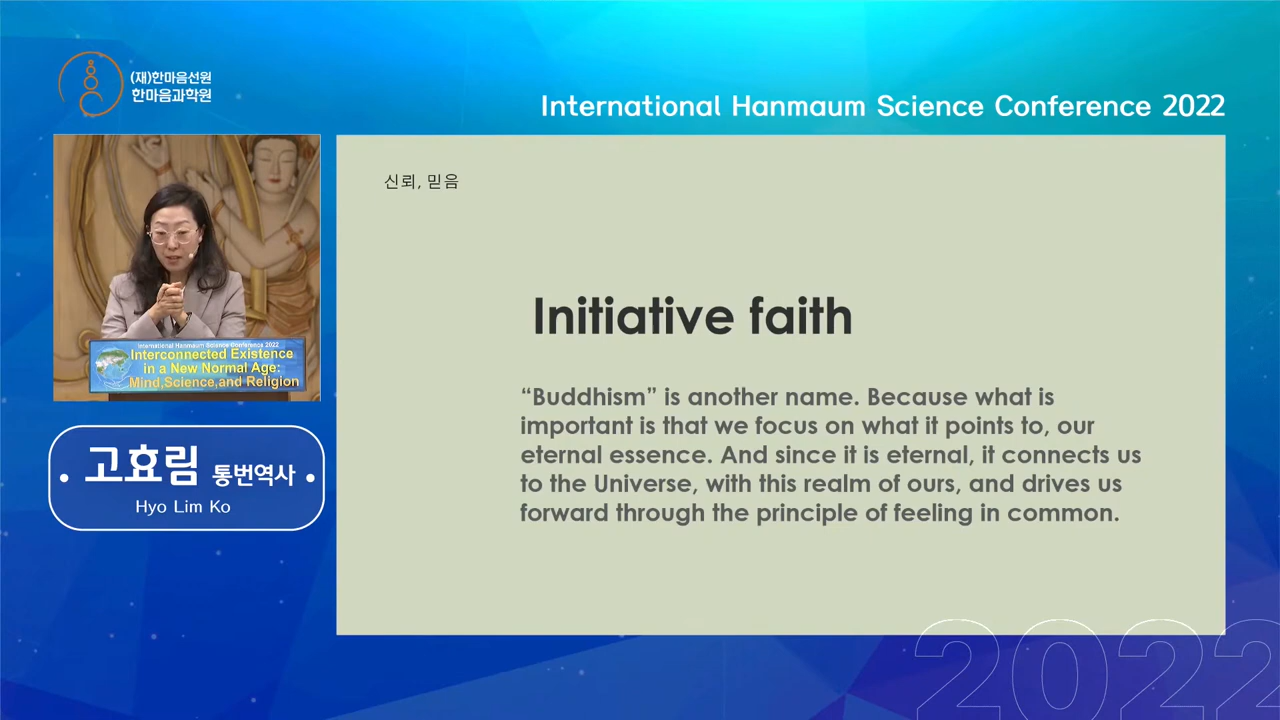 (재)한마음선원
한마음과학원
International Hanmaum Science Conference 2022
신뢰, 믿음
Initiative faith
“Buddhism” is another name. Because what is
important is that we focus on what it points to, our
eternal essence. And since it is eternal, it connects us
to the Universe, with this realm of ours, and drives us
forward through the principle of feeling in common.
International Hanmaum Science Conference 2022
Interconnected Existence
in a New Normal Age:
Mind,Science,and Religion
고효림 통번역사
Hyo Lim Ko
2022